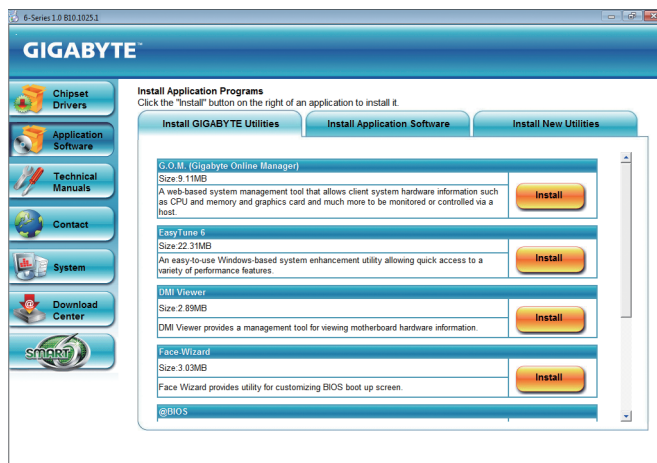 6-Series 1.0 B10.1025.1
GIGABYTE™
Chipset
Drivers
Application
Software
Technical
Manuals
Contact
System
Download
Center
SMART6
Install Application Programs
Click the "Install" button on the right of an application to install it.
Install GIGABYTE Utilities
Install Application Software
Install New Utilities
G.O.M. (Gigabyte Online Manager)
Size:9.11MB
A web-based system management tool that allows client system hardware information such
as CPU and memory and graphics card and much more to be monitored or controlled via a
host.
Install
EasyTune 6
Size:22.31MB
An easy-to-use Windows-based system enhancement utility allowing quick access to a
variety of performance features.
Install
DMI Viewer
Size:2.89MB
DMI Viewer provides a management tool for viewing motherboard hardware information.
Install
Face-Wizard
Size:3.03MB
Face Wizard provides utility for customizing BIOS boot up screen.
Install
@BIOS